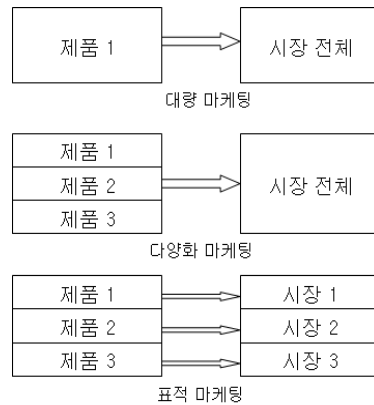 제품 1 시장 전체
대량 마케팅
제품 1
제품 2 시장 전체
제품 3
다양화 마케팅
제품 1 시장 1
제품 2 시장 2
제품 3 시장 3
표적 마케팅